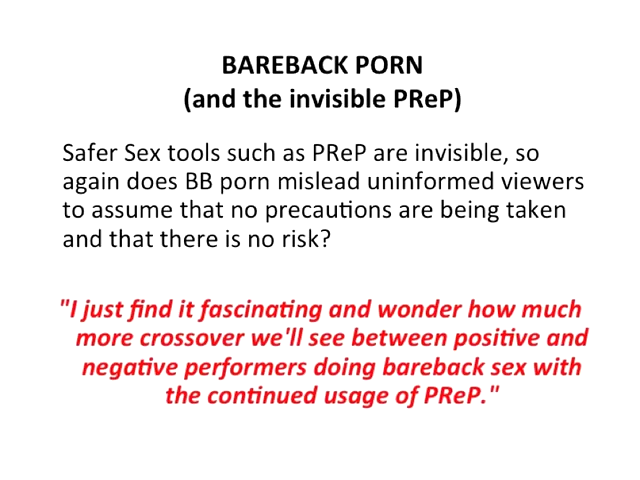 BAREBACK PORN
(and the invisible PReP)
Safer Sex tools such as PReP are invisible, so
again does BB porn mislead uninformed viewers
to assume that no precautions are being taken
and that there is no risk?
"I just find it fascinating and wonder how much
more crossover we'll see between positive and
negative performers doing bareback sex with
the continued usage of PReP."